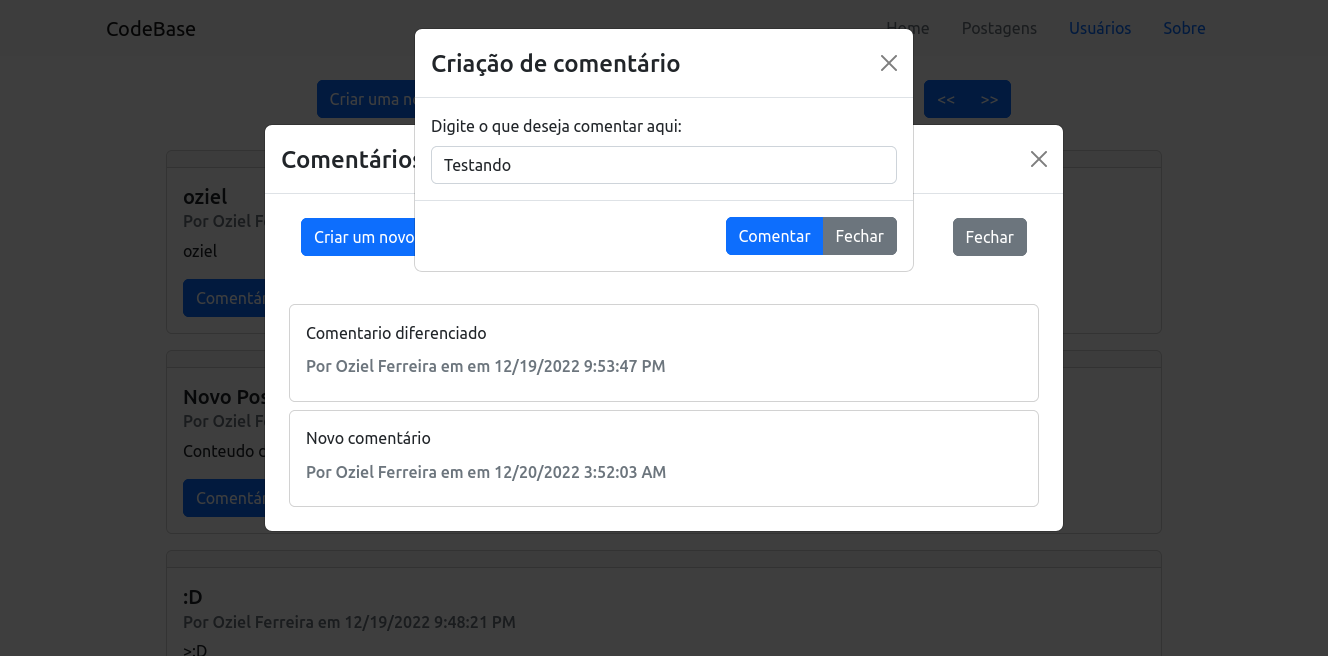 CodeBase Home Postagens Usuários Sobre
Criar uma no << >>
Criação de comentário
Digite o que deseja comentar aqui:
Testando
Comentar Fechar
Comentários
Criar um novo Fechar
Comentario diferenciado
Por Oziel Ferreira em em 12/19/2022 9:53:47 PM
Novo comentário
Por Oziel Ferreira em em 12/20/2022 3:52:03 AM
oziel
Por Oziel F
oziel
Comentár
Novo Pos
Por Oziel F
Conteudo
Comentár
:D
Por Oziel Ferreira em 12/19/2022 9:48:21 PM
>:D